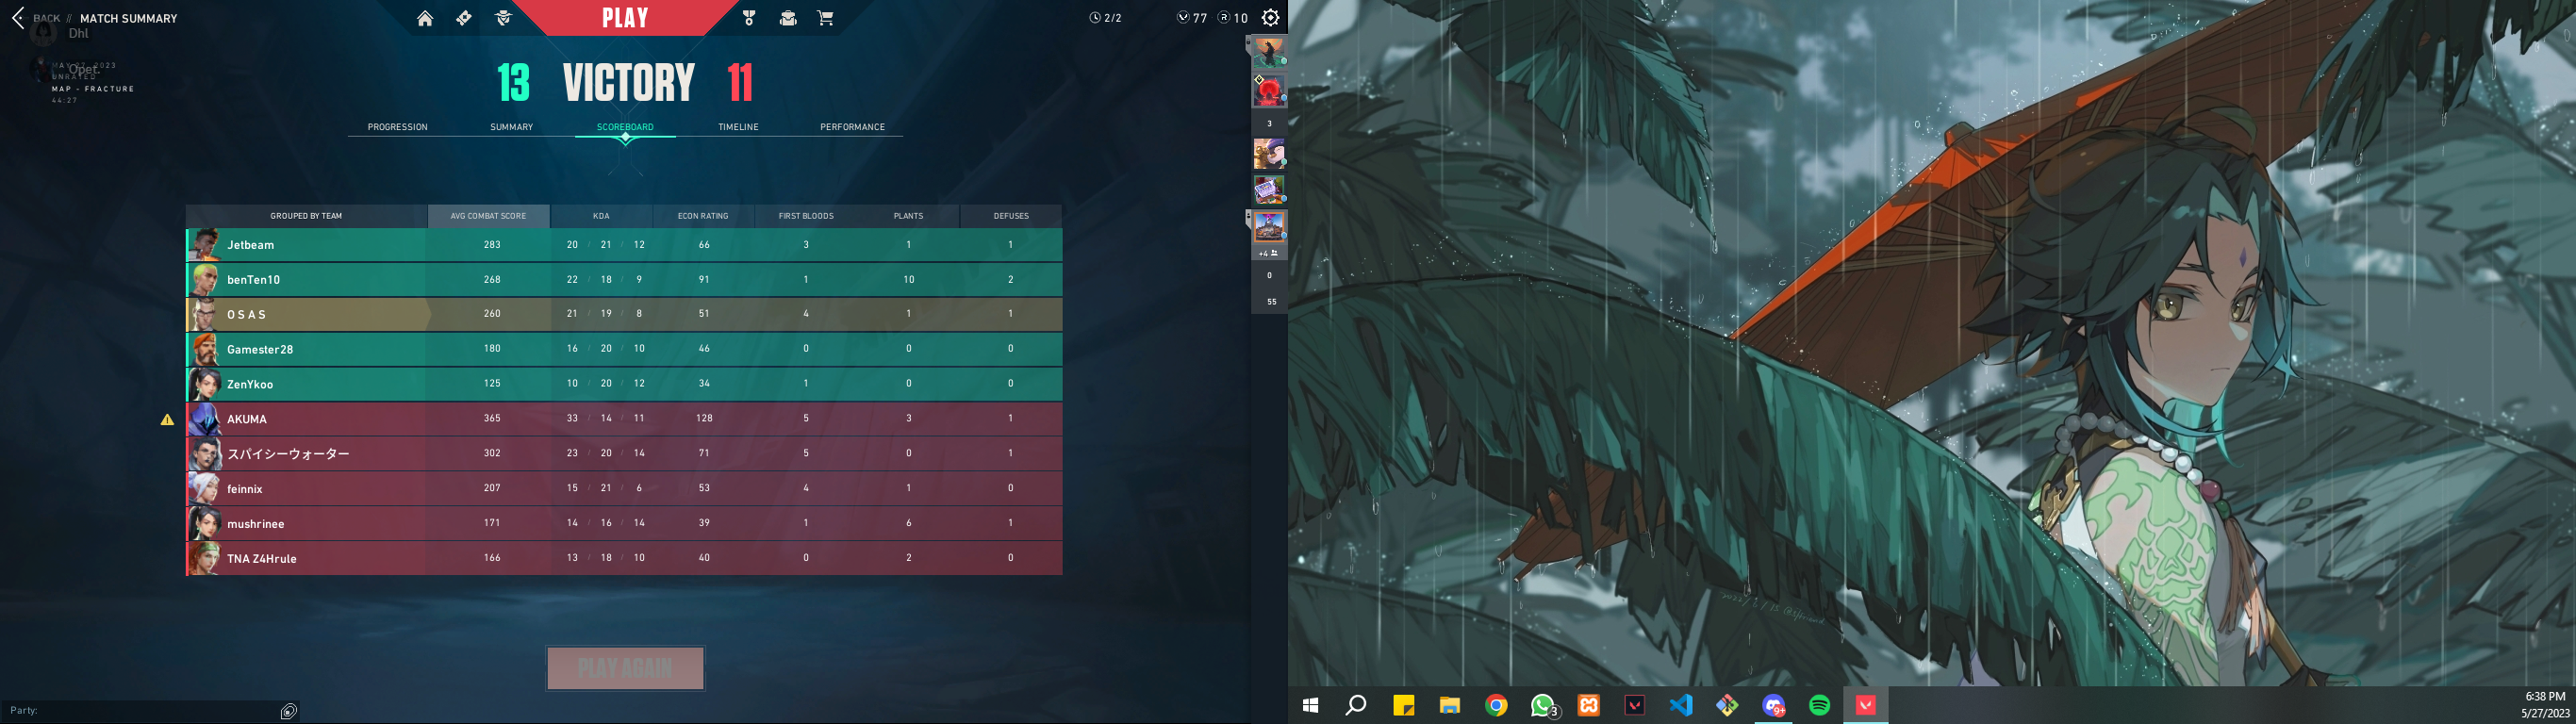 BACK // MATCH SUMMARY
PLAY
2/2
77
10
Dhl
MAY 27, 2023
Opet.
UNRATED
MAP - FRACTURE
44:27
13 VICTORY 11
PROGRESSION SUMMARY SCOREBOARD TIMELINE PERFORMANCE
GROUPED BY TEAM AVG COMBAT SCORE KDA ECON RATING FIRST BLOODS PLANTS DEFUSES
Jetbeam 283 20 / 21 / 12 66 3 1 1
benTen10 268 22 / 18 / 9 91 1 10 2
O S A S 260 21 / 19 / 8 51 4 1 1
Gamester28 180 16 / 20 / 10 46 0 0 0
ZenYkoo 125 10 / 20 / 12 34 1 0 0
AKUMA 365 33 / 14 / 11 128 5 3 1
スパイシーウォーター 302 23 / 20 / 14 71 5 0 1
feinnix 207 15 / 21 / 6 53 4 1 0
mushrinee 171 14 / 16 / 14 39 1 6 1
TNA Z4Hrule 166 13 / 18 / 10 40 0 2 0
3
+4
0
55
PLAY AGAIN
Party:
3
9+
6:38 PM
5/27/2023